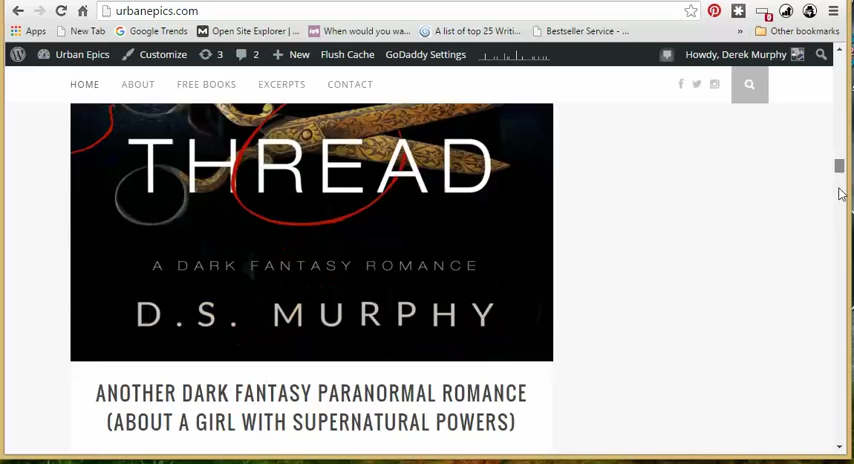 urbanepics.com
Apps New Tab Google Trends Open Site Explorer | ... When would you wa... A list of top 25 Writi... Bestseller Service - ... » Other bookmarks
Urban Epics Customize 3 2 New Flush Cache GoDaddy Settings Howdy, Derek Murphy
HOME ABOUT FREE BOOKS EXCERPTS CONTACT
THREAD
A DARK FANTASY ROMANCE
D.S. MURPHY
ANOTHER DARK FANTASY PARANORMAL ROMANCE
(ABOUT A GIRL WITH SUPERNATURAL POWERS)